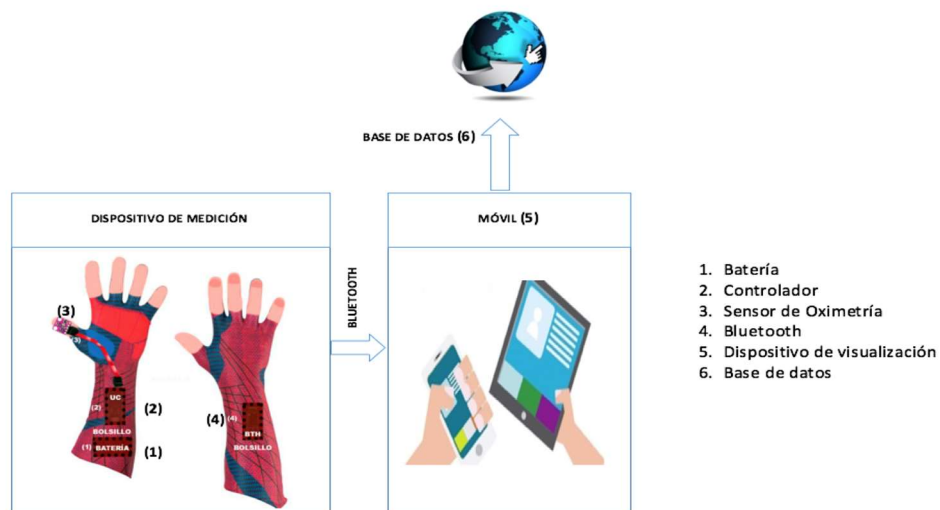 BASE DE DATOS (6)
DISPOSITIVO DE MEDICIÓN
MÓVIL (5)
BLUETOOTH
(3)
(3)
UC
(2)
(2)
BOLSILLO
(1)
BATERÍA
(1)
(4)
(4)
BTH
BOLSILLO
1. Batería
2. Controlador
3. Sensor de Oximetría
4. Bluetooth
5. Dispositivo de visualización
6. Base de datos